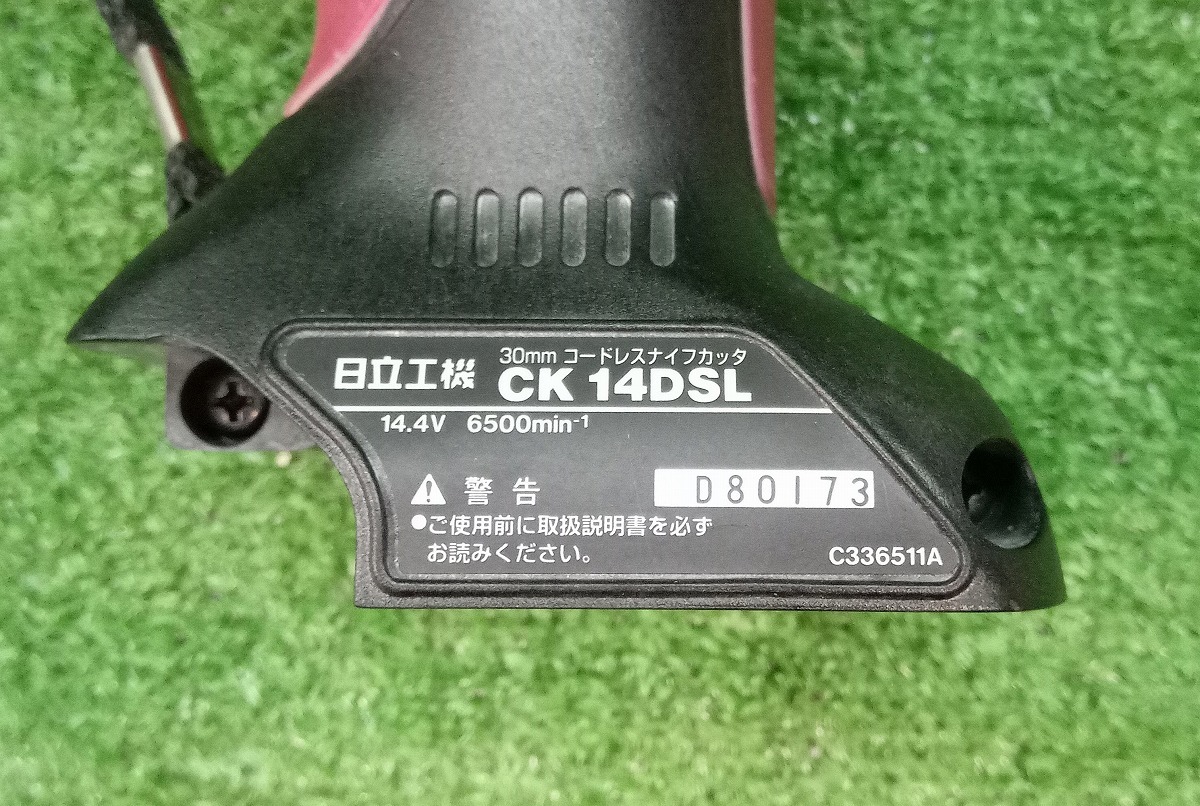 日立工機
30mm コードレスナイフカッタ
CK 14DSL
14.4V 6500min⁻¹
⚠ 警告
D80173
●ご使用前に取扱説明書を必ず
お読みください。
C336511A